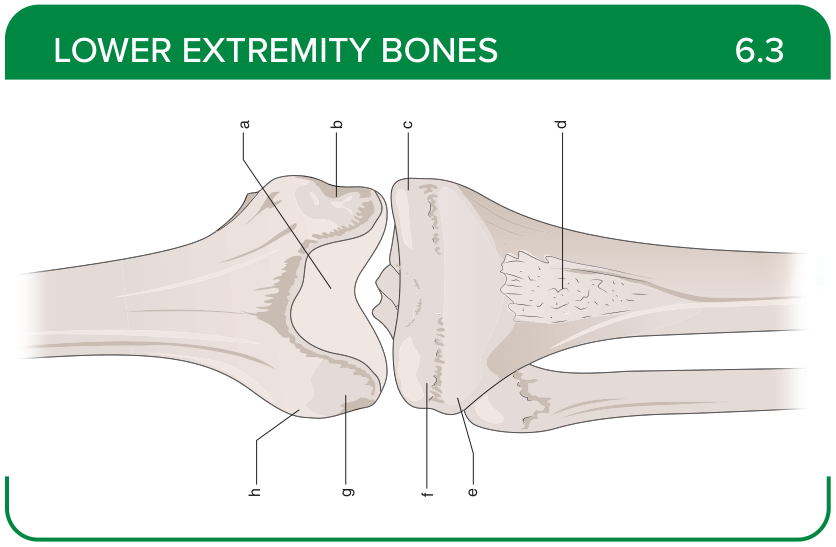 LOWER EXTREMITY BONES 6.3
a b c d
h g f e